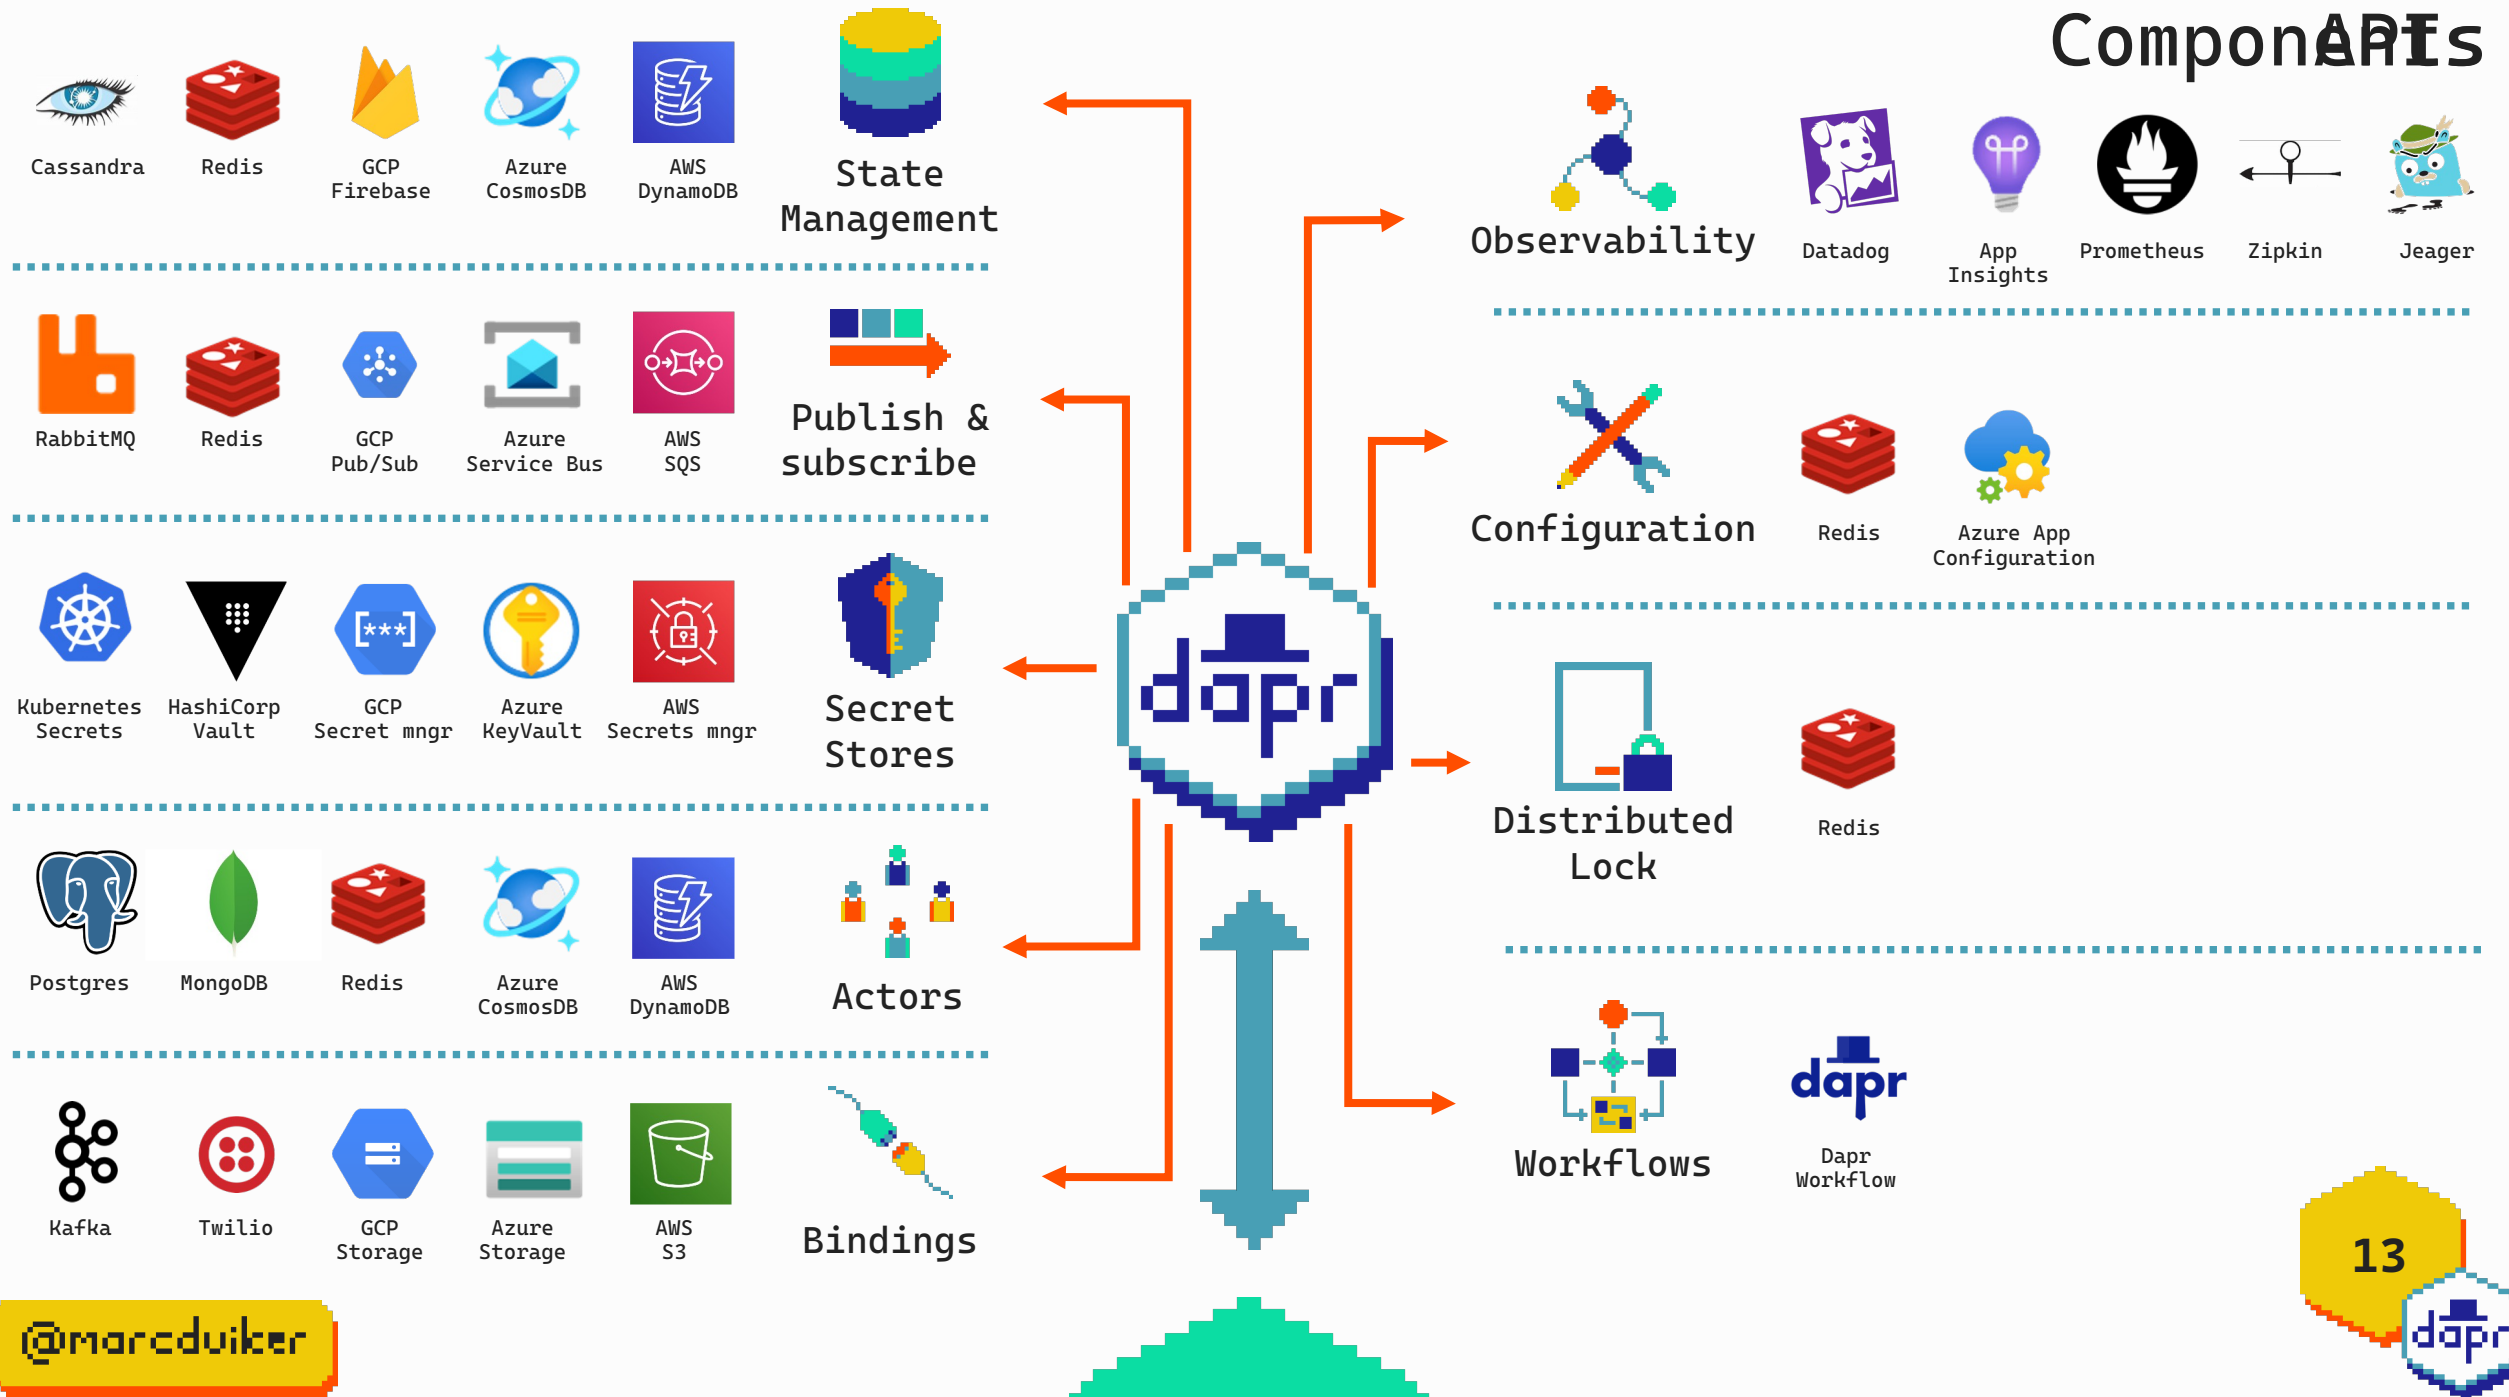 Components
APIs
Cassandra
Redis
GCP
Firebase
Azure
CosmosDB
AWS
DynamoDB
State
Management
RabbitMQ
Redis
GCP
Pub/Sub
Azure
Service Bus
AWS
SQS
Publish &
subscribe
Kubernetes
Secrets
HashiCorp
Vault
[***]
GCP
Secret mngr
Azure
KeyVault
AWS
Secrets mngr
Secret
Stores
Postgres
MongoDB
Redis
Azure
CosmosDB
AWS
DynamoDB
Actors
Kafka
Twilio
GCP
Storage
Azure
Storage
AWS
S3
Bindings
dapr
Observability
Datadog
App
Insights
Prometheus
Zipkin
Jeager
Configuration
Redis
Azure App
Configuration
Distributed
Lock
Redis
Workflows
dapr
Dapr
Workflow
@marcduiker
13
dapr